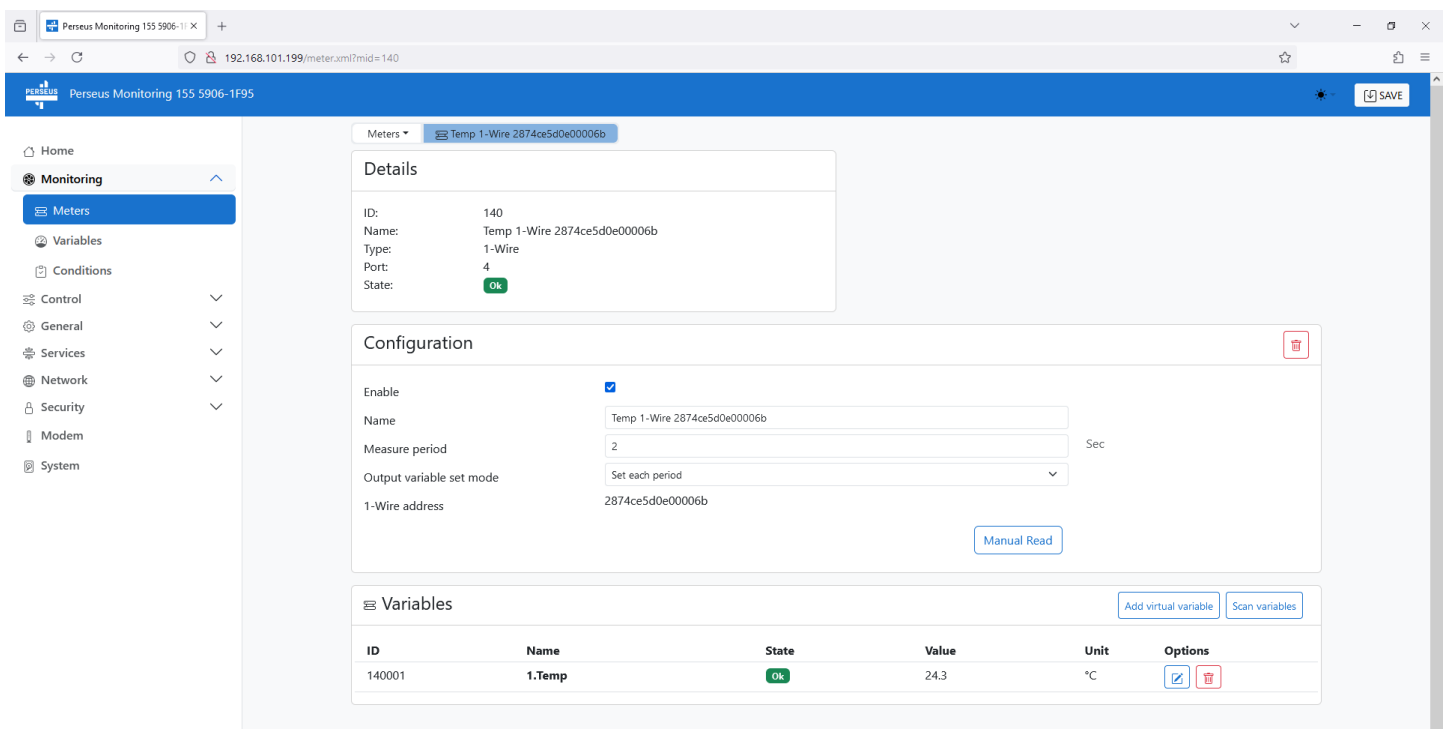 Perseus Monitoring 155 5906-1F
192.168.101.199/meter.xml?mid=140
PERSEUS
Perseus Monitoring 155 5906-1F95
SAVE
Home
Monitoring
Meters
Variables
Conditions
Control
General
Services
Network
Security
Modem
System
Meters
Temp 1-Wire 2874ce5d0e00006b
Details
ID: 140
Name: Temp 1-Wire 2874ce5d0e00006b
Type: 1-Wire
Port: 4
State: Ok
Configuration
Enable
Name Temp 1-Wire 2874ce5d0e00006b
Measure period 2 Sec
Output variable set mode Set each period
1-Wire address 2874ce5d0e00006b
Manual Read
Variables
Add virtual variable Scan variables
ID Name State Value Unit Options
140001 1.Temp Ok 24.3 °C